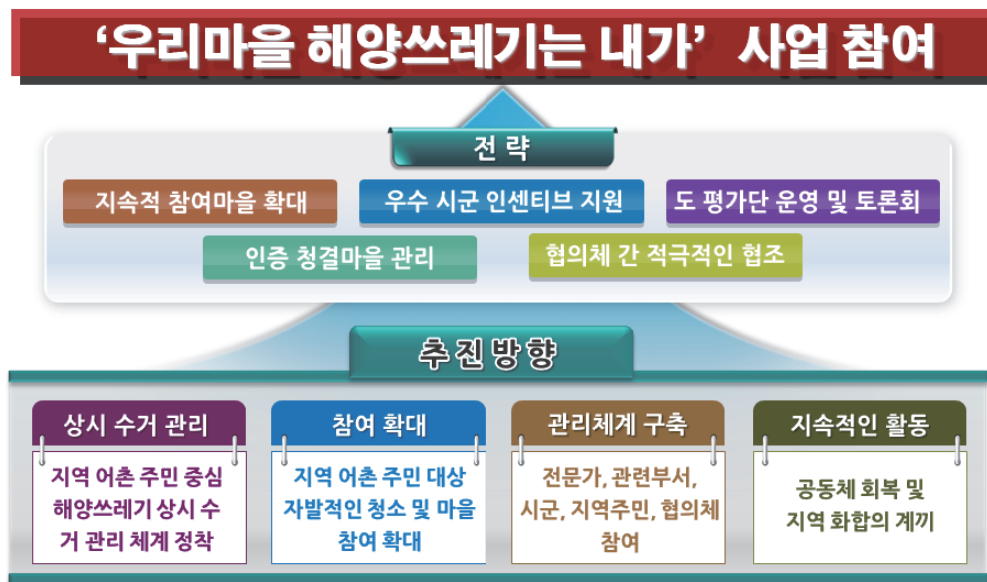 ‘우리마을 해양쓰레기는 내가’ 사업 참여
전 략
지속적 참여마을 확대
우수 시군 인센티브 지원
도 평가단 운영 및 토론회
인증 청결마을 관리
협의체 간 적극적인 협조
추진방향
상시 수거 관리
지역 어촌 주민 중심
해양쓰레기 상시 수
거 관리 체계 정착
참여 확대
지역 어촌 주민 대상
자발적인 청소 및 마을
참여 확대
관리체계 구축
전문가, 관련부서,
시군, 지역주민, 협의체
참여
지속적인 활동
공동체 회복 및
지역 화합의 계끼